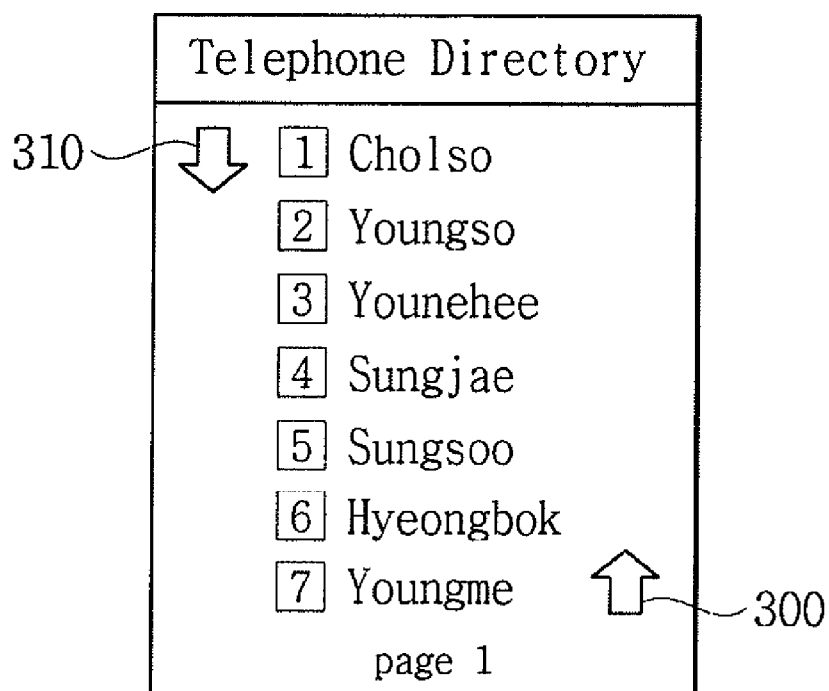 Telephone Directory
310
1 Cholso
2 Youngso
3 Younehee
4 Sungjae
5 Sungsoo
6 Hyeongbok
7 Youngme
300
page 1